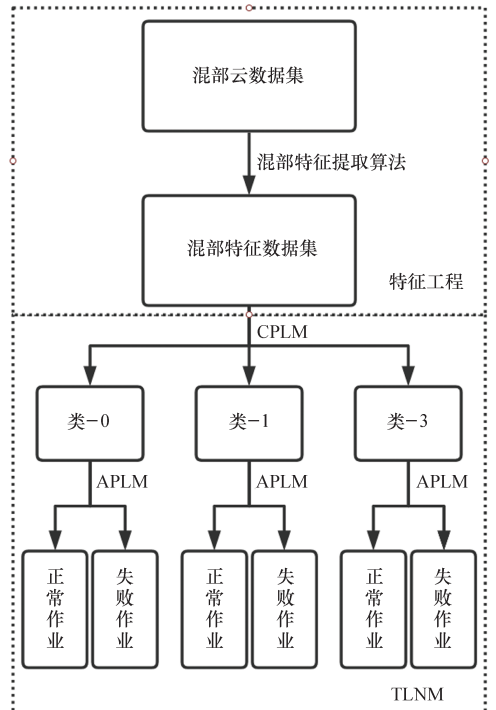 混部云数据集
混部特征提取算法
混部特征数据集
特征工程
CPLM
类-0
类-1
类-3
APLM
APLM
APLM
正常作业
失败作业
正常作业
失败作业
正常作业
失败作业
TLNM